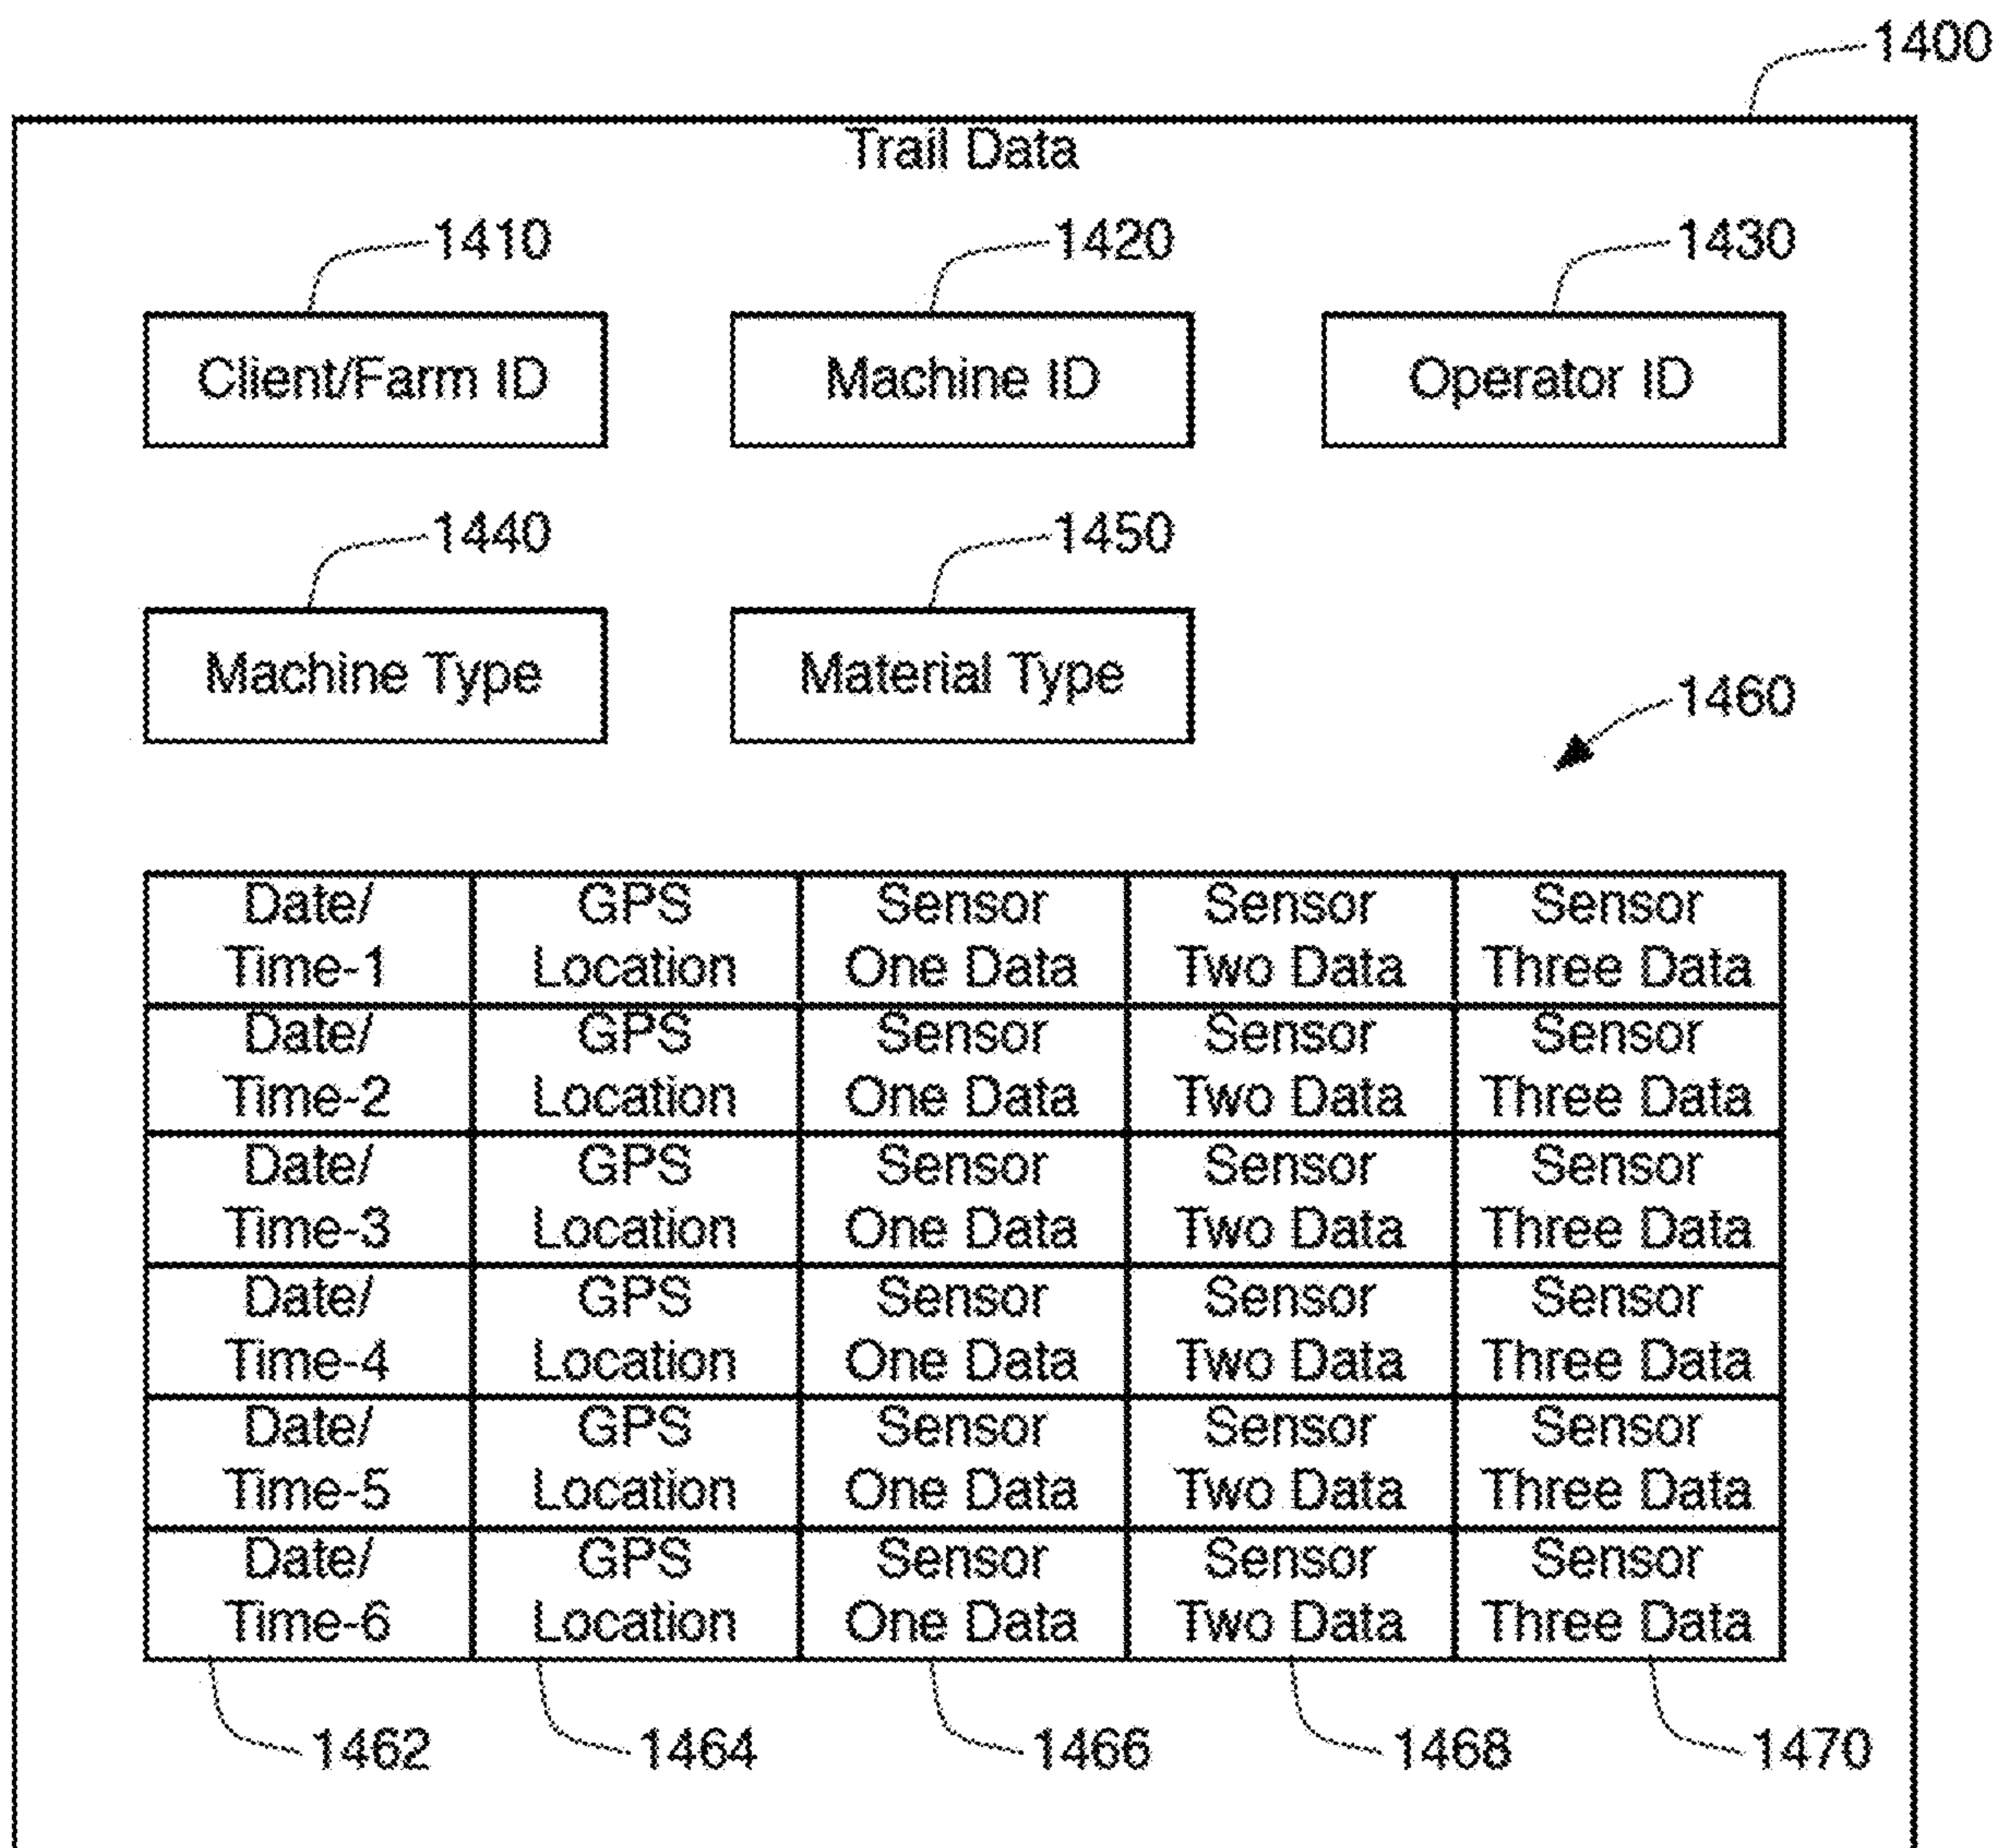 1400
Trail Data
1410 1420 1430
Client/Farm ID Machine ID Operator ID
1440 1450
Machine Type Material Type
1460
Date/ GPS Sensor Sensor Sensor
Time-1 Location One Data Two Data Three Data
Date/ GPS Sensor Sensor Sensor
Time-2 Location One Data Two Data Three Data
Date/ GPS Sensor Sensor Sensor
Time-3 Location One Data Two Data Three Data
Date/ GPS Sensor Sensor Sensor
Time-4 Location One Data Two Data Three Data
Date/ GPS Sensor Sensor Sensor
Time-5 Location One Data Two Data Three Data
Date/ GPS Sensor Sensor Sensor
Time-6 Location One Data Two Data Three Data
1462 1464 1466 1468 1470